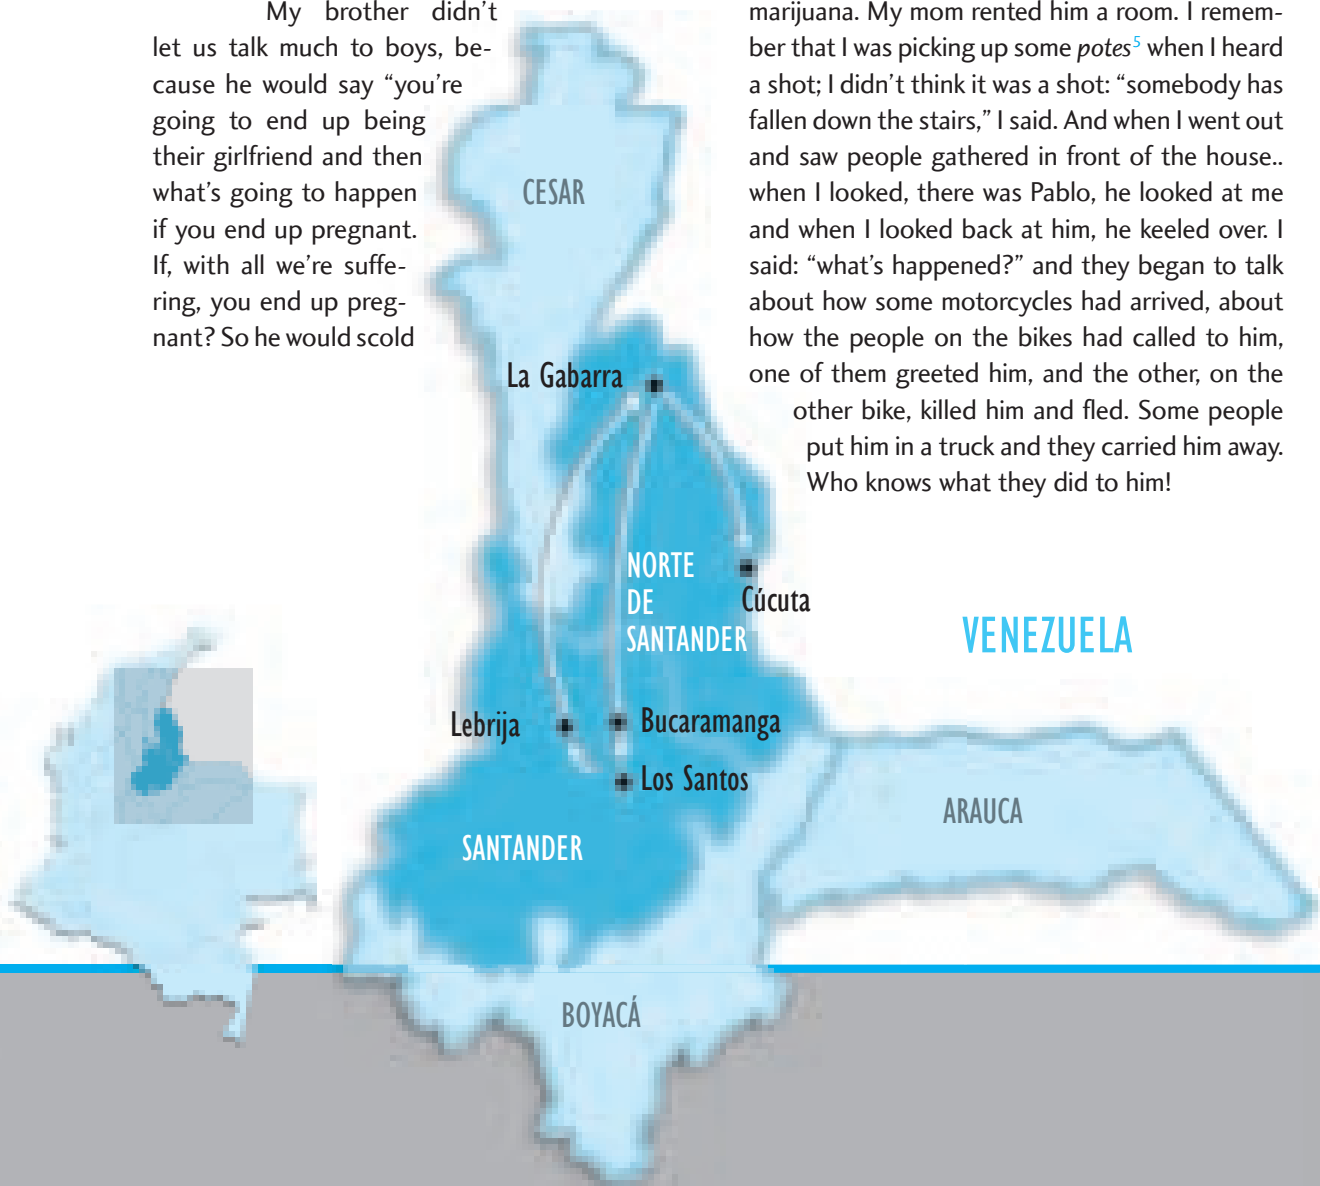 My brother didn't
let us talk much to boys, be-
cause he would say “you're
going to end up being
their girlfriend and then
what's going to happen
if you end up pregnant.
If, with all we're suffe-
ring, you end up preg-
nant? So he would scold
marijuana. My mom rented him a room. I remem-
ber that I was picking up some potes5 when I heard
a shot; I didn't think it was a shot: “somebody has
fallen down the stairs,” I said. And when I went out
and saw people gathered in front of the house..
when I looked, there was Pablo, he looked at me
and when I looked back at him, he keeled over. I
said: “what's happened?” and they began to talk
about how some motorcycles had arrived, about
how the people on the bikes had called to him,
one of them greeted him, and the other, on the
other bike, killed him and fled. Some people
put him in a truck and they carried him away.
Who knows what they did to him!
CESAR
La Gabarra
NORTE
DE
SANTANDER
Cúcuta
VENEZUELA
Lebrija
Bucaramanga
Los Santos
ARAUCA
SANTANDER
BOYACÁ